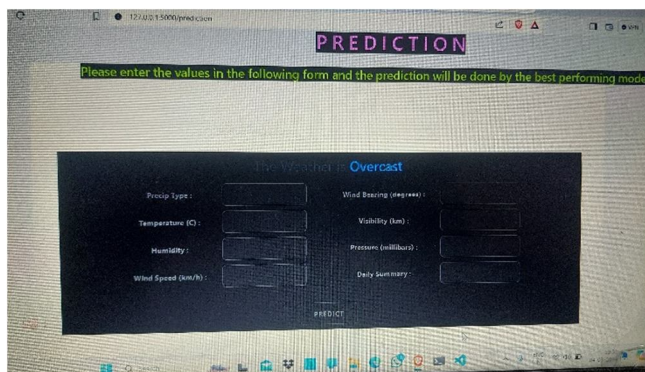 127.0.0.1:5000/prediction
PREDICTION
Please enter the values in the following form and the prediction will be done by the best performing mode
The Weather is Overcast
Precip Type :
Wind Bearing (degrees) :
Temperature (C) :
Visibility (km) :
Humidity :
Pressure (millibars) :
Wind Speed (km/h) :
Daily Summary :
PREDICT